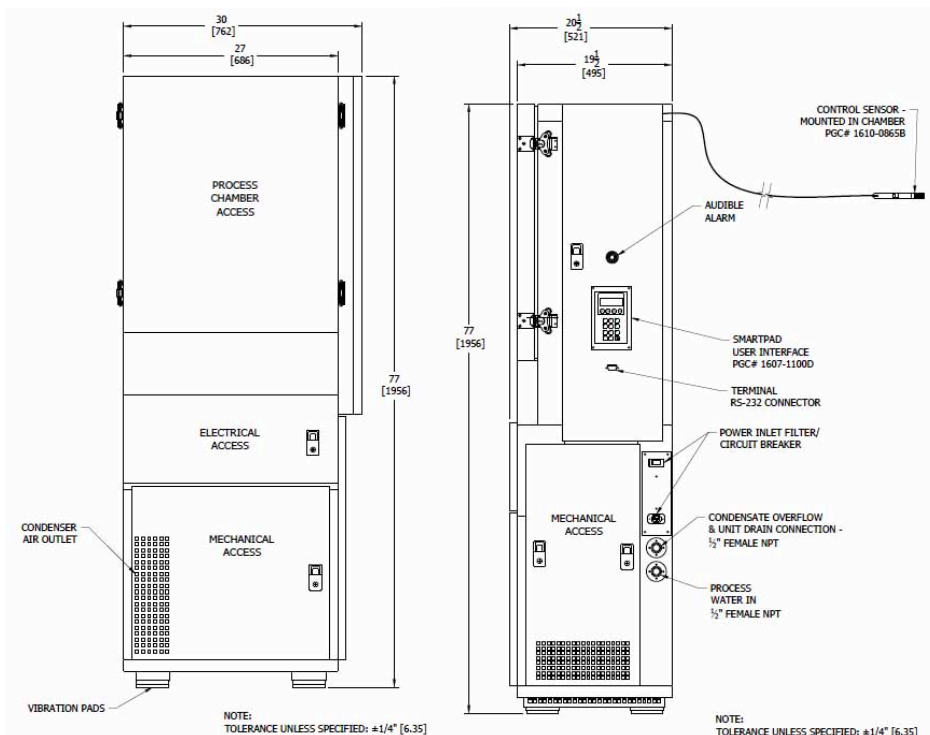 30
[762]
27
[686]
PROCESS
CHAMBER
ACCESS
77
[1956]
ELECTRICAL
ACCESS
CONDENSER
AIR OUTLET
MECHANICAL
ACCESS
VIBRATION PADS
NOTE:
TOLERANCE UNLESS SPECIFIED: ±1/4" [6.35]
20 1/2
[521]
19 1/2
[495]
CONTROL SENSOR -
MOUNTED IN CHAMBER
PGC# 1610-0865B
AUDIBLE
ALARM
77
[1956]
SMARTPAD
USER INTERFACE
PGC# 1607-1100D
TERMINAL
RS-232 CONNECTOR
POWER INLET FILTER/
CIRCUIT BREAKER
MECHANICAL
ACCESS
CONDENSATE OVERFLOW
& UNIT DRAIN CONNECTION -
½" FEMALE NPT
PROCESS
WATER IN
½" FEMALE NPT
NOTE:
TOLERANCE UNLESS SPECIFIED: ±1/4" [6.35]